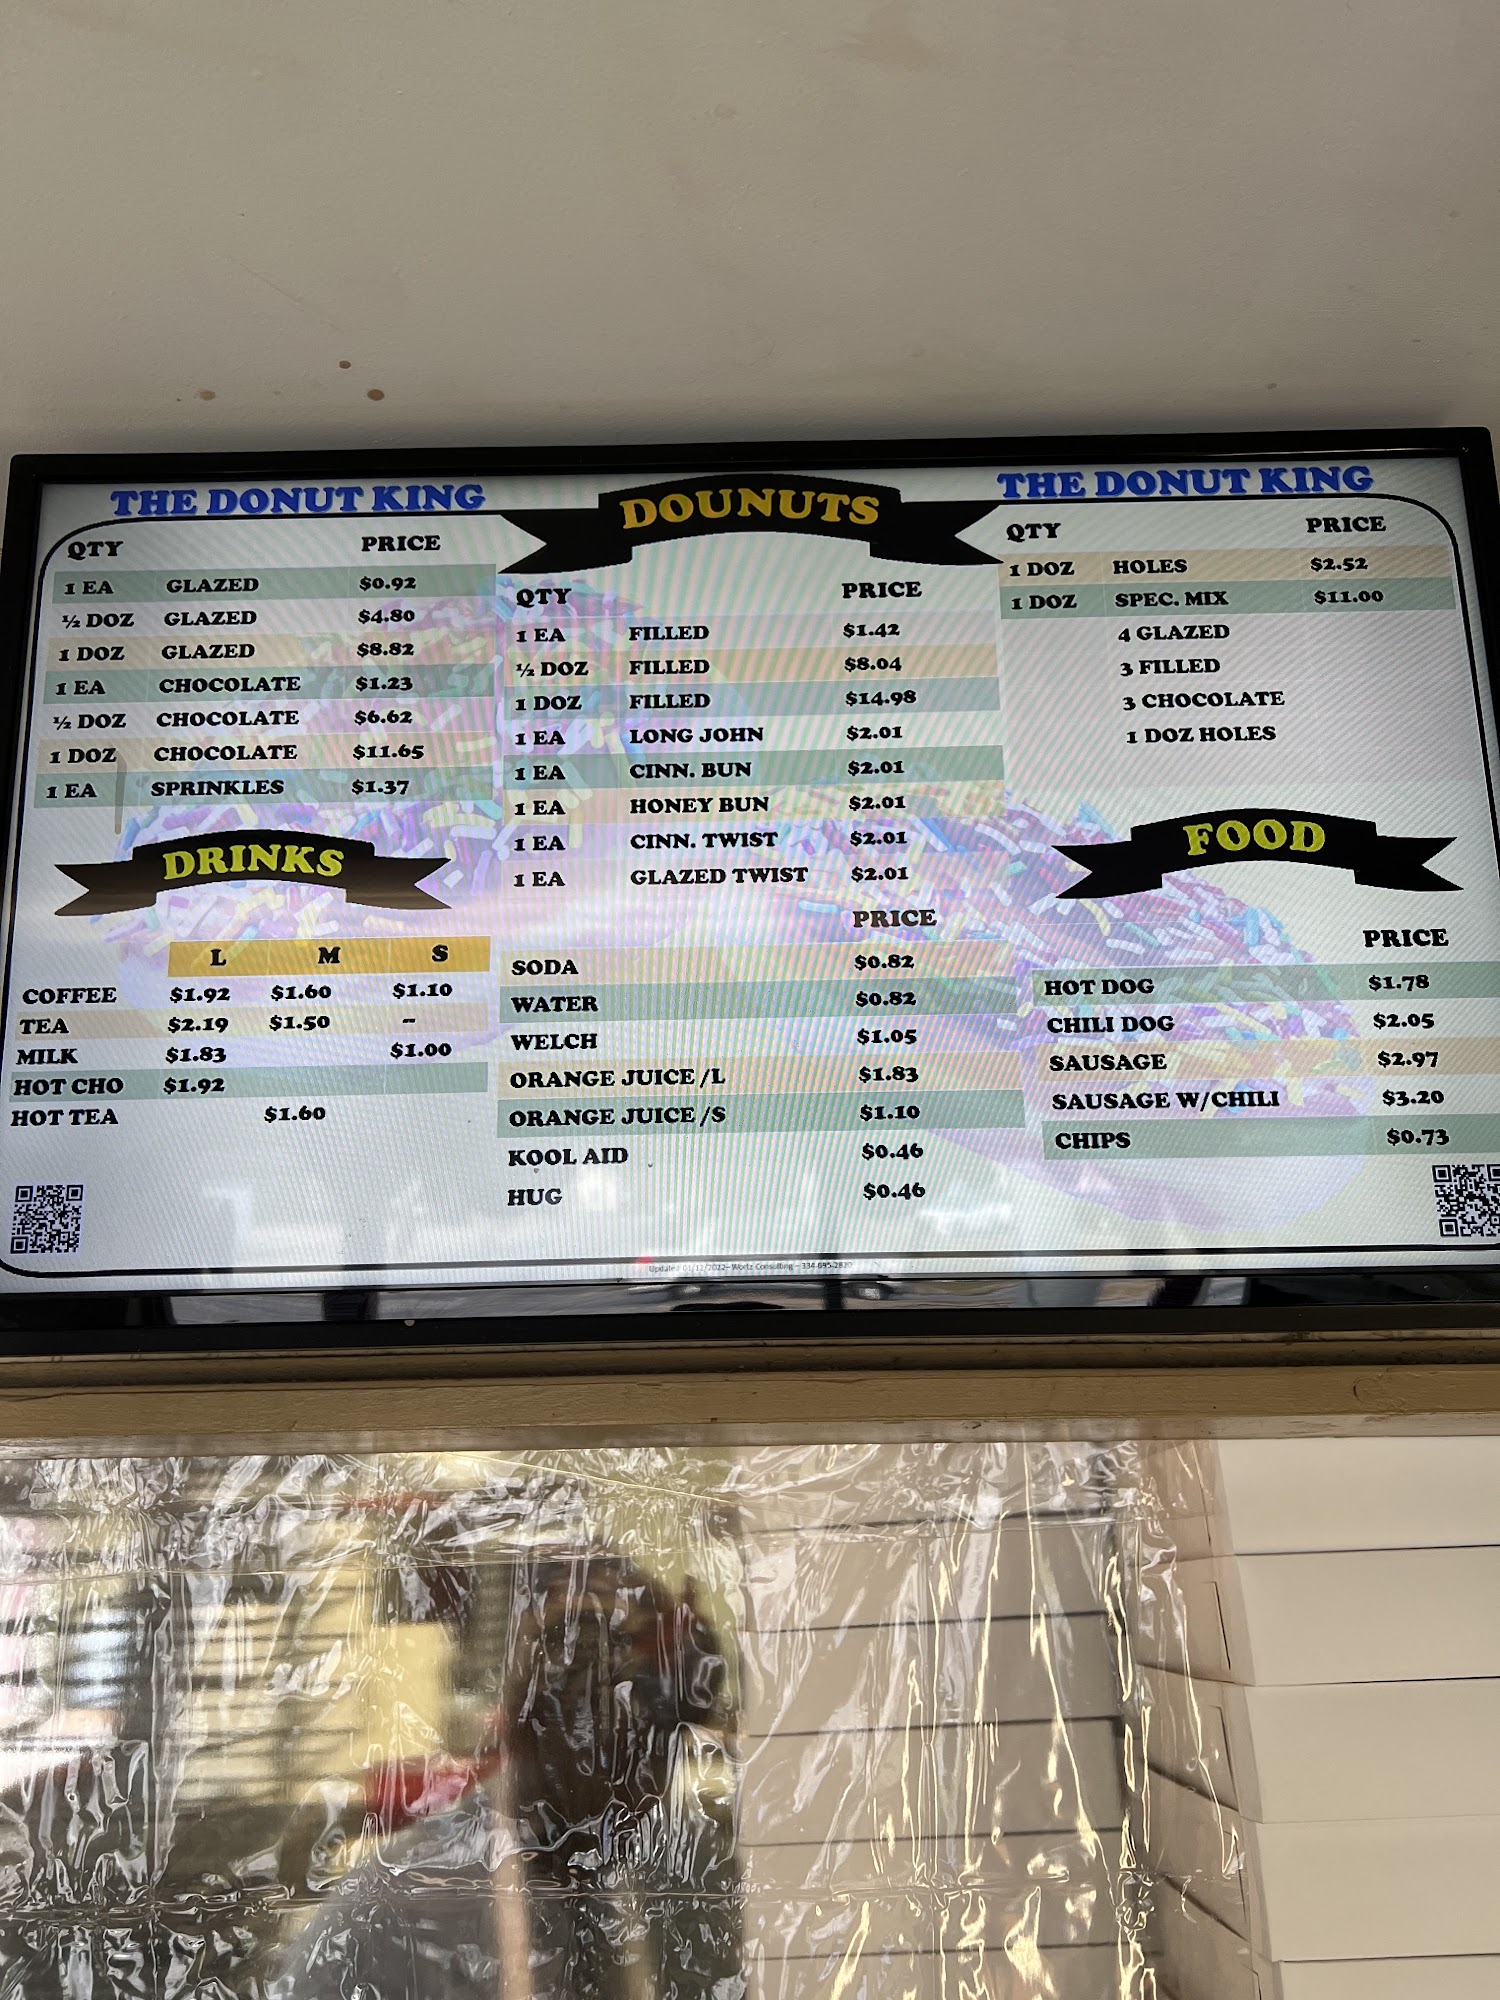 THE DONUT KING
DOUNUTS
THE DONUT KING
QTY PRICE
1 EA GLAZED $0.92
½ DOZ GLAZED $4.80
1 DOZ GLAZED $8.82
1 EA CHOCOLATE $1.23
½ DOZ CHOCOLATE $6.62
1 DOZ CHOCOLATE $11.65
1 EA SPRINKLES $1.37
QTY PRICE
1 EA FILLED $1.42
½ DOZ FILLED $8.04
1 DOZ FILLED $14.98
1 EA LONG JOHN $2.01
1 EA CINN. BUN $2.01
1 EA HONEY BUN $2.01
1 EA CINN. TWIST $2.01
1 EA GLAZED TWIST $2.01
QTY PRICE
1 DOZ HOLES $2.52
1 DOZ SPEC. MIX $11.00
4 GLAZED
3 FILLED
3 CHOCOLATE
1 DOZ HOLES
DRINKS
L M S
COFFEE $1.92 $1.60 $1.10
TEA $2.19 $1.50 --
MILK $1.83 $1.00
HOT CHO $1.92
HOT TEA $1.60
PRICE
SODA $0.82
WATER $0.82
WELCH $1.05
ORANGE JUICE /L $1.83
ORANGE JUICE /S $1.10
KOOL AID $0.46
HUG $0.46
FOOD
PRICE
HOT DOG $1.78
CHILI DOG $2.05
SAUSAGE $2.97
SAUSAGE W/CHILI $3.20
CHIPS $0.73
Updated 01/12/2022– Wortz Consulting –